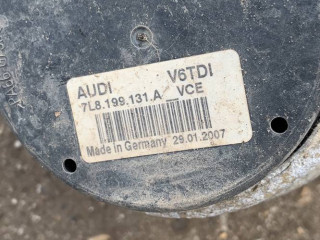 AUDI V6TDI
7L8.199.131.A VCE
Made in Germany 29.01.2007